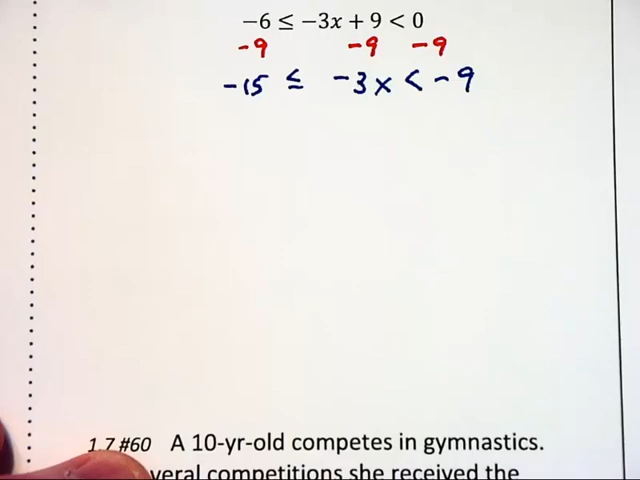 −6 ≤ −3x + 9 < 0
-9 -9 -9
-15 ≤ -3x < -9
1.7 #60 A 10-yr-old competes in gymnastics.
veral competitions she received the